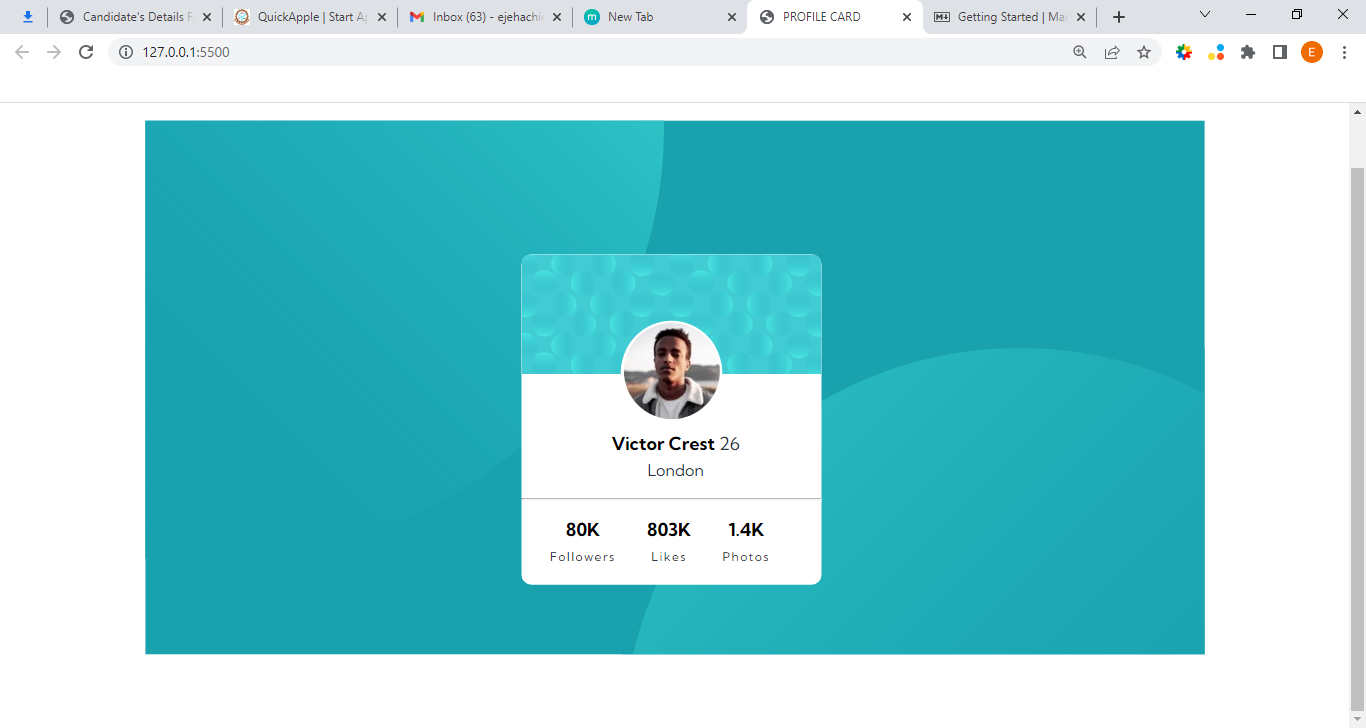 Candidate's Details F
QuickApple | Start Ap
Inbox (63) - ejehachi
m New Tab
PROFILE CARD
M Getting Started | Mar
127.0.0.1:5500
E
Victor Crest 26
London
80K 803K 1.4K
Followers Likes Photos